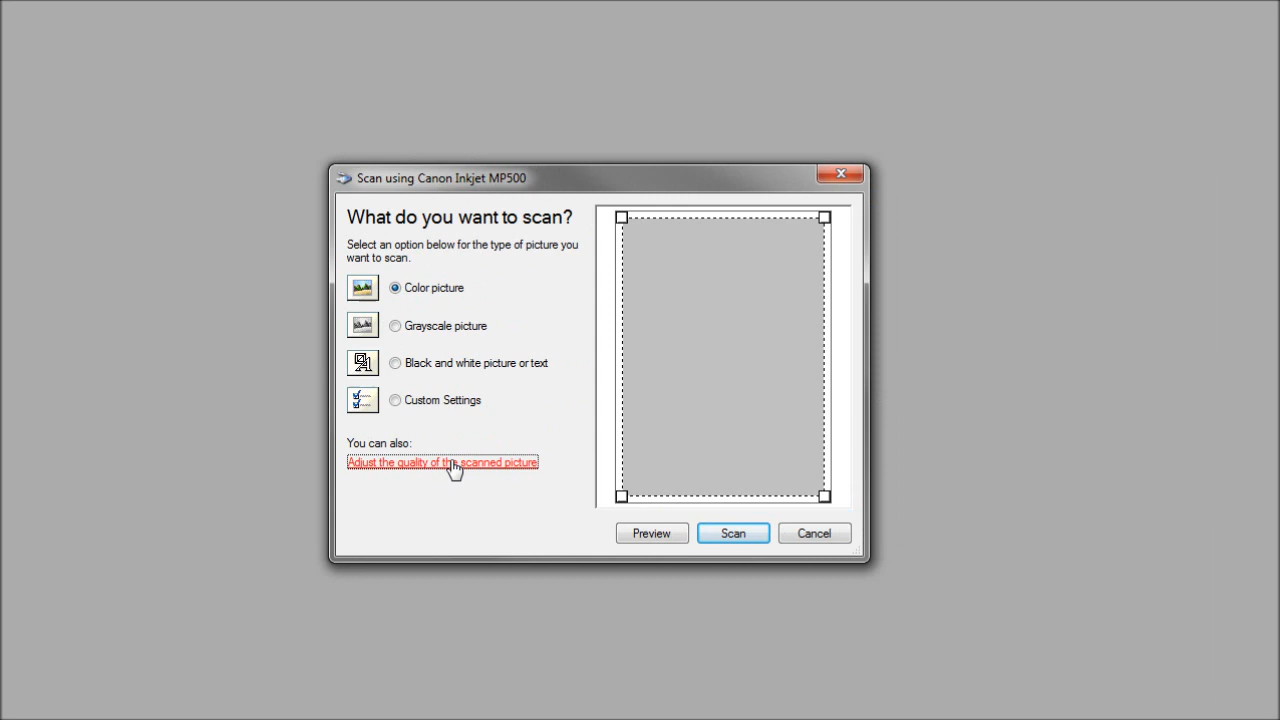 Scan using Canon Inkjet MP500
What do you want to scan?
Select an option below for the type of picture you
want to scan.
Color picture
Grayscale picture
Black and white picture or text
Custom Settings
You can also:
Adjust the quality of the scanned picture
Preview
Scan
Cancel